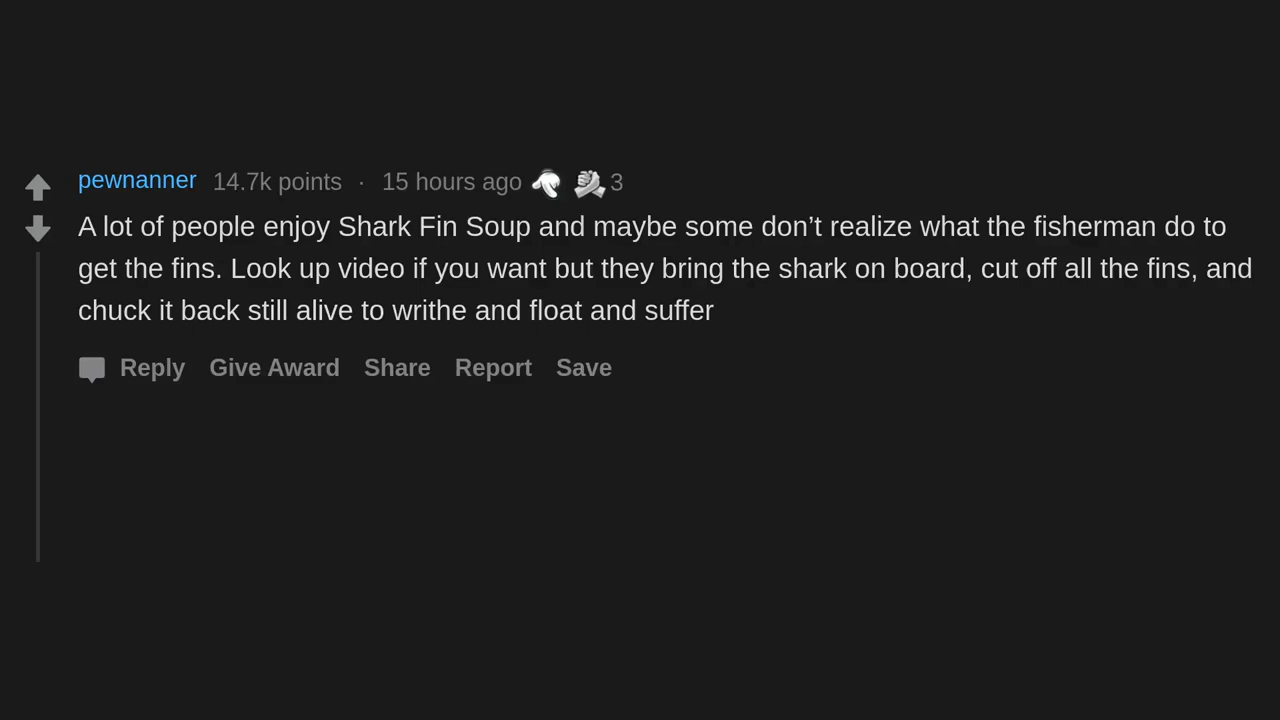 pewnanner 14.7k points · 15 hours ago 3
A lot of people enjoy Shark Fin Soup and maybe some don’t realize what the fisherman do to
get the fins. Look up video if you want but they bring the shark on board, cut off all the fins, and
chuck it back still alive to writhe and float and suffer
Reply Give Award Share Report Save